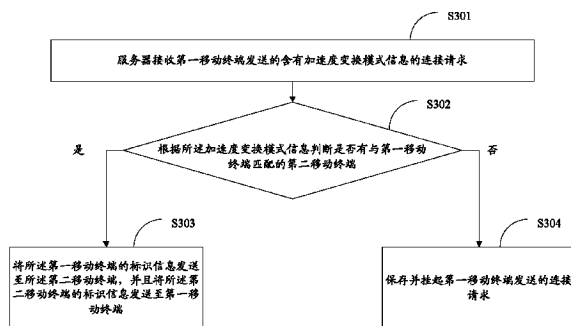 S301
服务器接收第一移动终端发送的含有加速度变换模式信息的连接请求
S302
根据所述加速度变换模式信息判断是否有与第一移动
终端匹配的第二移动终端
是
否
S303
将所述第一移动终端的标识信息发送
至所述第二移动终端，并且将所述第
二移动终端的标识信息发送至第一移
动终端
S304
保存并挂起第一移动终端发送的连接
请求